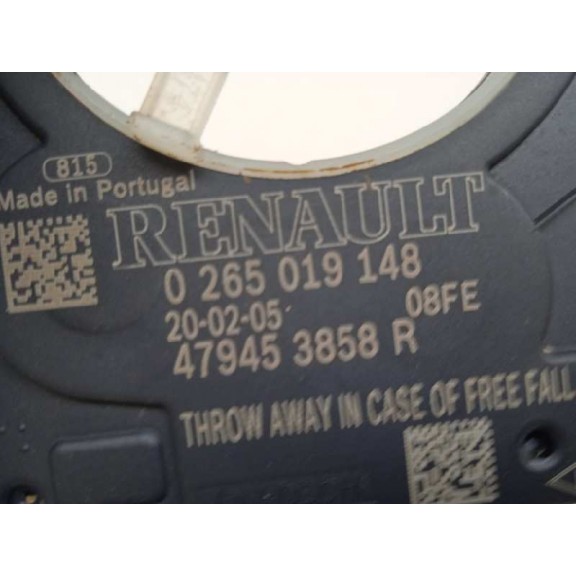 815
Made in Portugal
RENAULT
0 265 019 148
20-02-05 08FE
47945 3858 R
THROW AWAY IN CASE OF FREE FALL